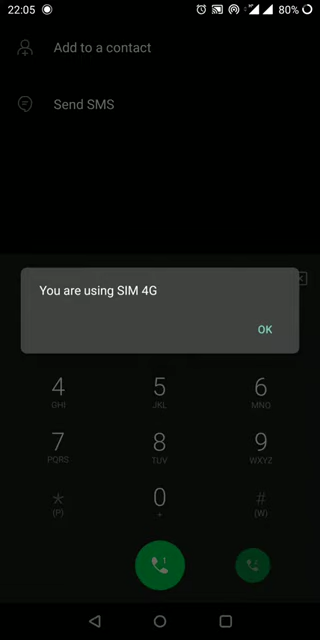 22:05
80%
Add to a contact
Send SMS
You are using SIM 4G
OK
4 5 6
GHI JKL MNO
7 8 9
PQRS TUV WXYZ
* 0 #
(P) + (W)
1